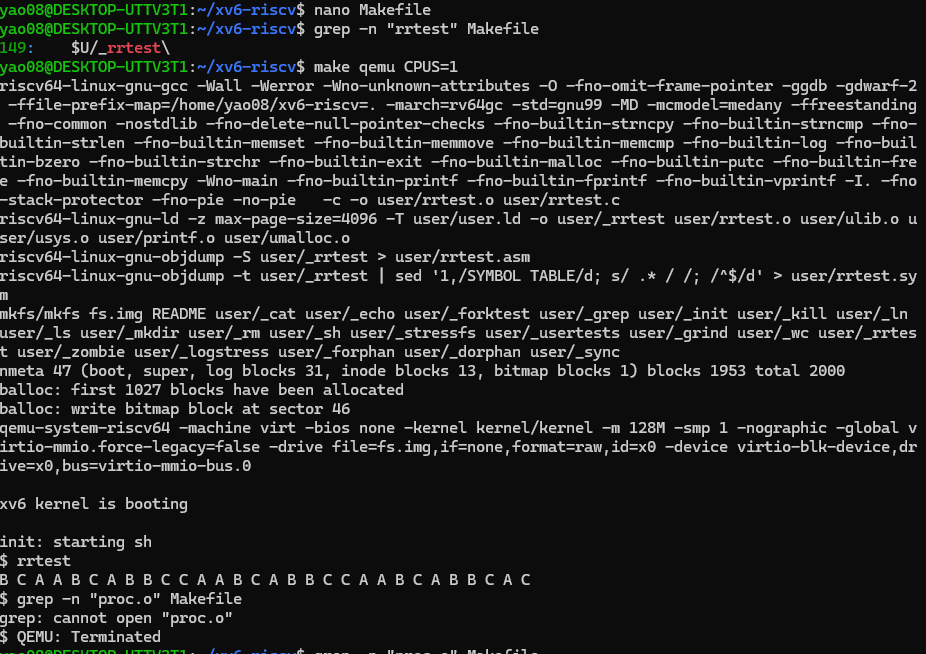 yao08@DESKTOP-UTTV3T1:~/xv6-riscv$ nano Makefile
yao08@DESKTOP-UTTV3T1:~/xv6-riscv$ grep -n "rrtest" Makefile
149:    $U/_rrtest\
yao08@DESKTOP-UTTV3T1:~/xv6-riscv$ make qemu CPUS=1
riscv64-linux-gnu-gcc -Wall -Werror -Wno-unknown-attributes -O -fno-omit-frame-pointer -ggdb -gdwarf-2
 -ffile-prefix-map=/home/yao08/xv6-riscv=. -march=rv64gc -std=gnu99 -MD -mcmodel=medany -ffreestanding
 -fno-common -nostdlib -fno-delete-null-pointer-checks -fno-builtin-strncpy -fno-builtin-strncmp -fno-
builtin-strlen -fno-builtin-memset -fno-builtin-memmove -fno-builtin-memcmp -fno-builtin-log -fno-buil
tin-bzero -fno-builtin-strchr -fno-builtin-exit -fno-builtin-malloc -fno-builtin-putc -fno-builtin-fre
e -fno-builtin-memcpy -Wno-main -fno-builtin-printf -fno-builtin-fprintf -fno-builtin-vprintf -I. -fno
-stack-protector -fno-pie -no-pie   -c -o user/rrtest.o user/rrtest.c
riscv64-linux-gnu-ld -z max-page-size=4096 -T user/user.ld -o user/_rrtest user/rrtest.o user/ulib.o u
ser/usys.o user/printf.o user/umalloc.o
riscv64-linux-gnu-objdump -S user/_rrtest > user/rrtest.asm
riscv64-linux-gnu-objdump -t user/_rrtest | sed '1,/SYMBOL TABLE/d; s/ .* / /; /^$/d' > user/rrtest.sy
m
mkfs/mkfs fs.img README user/_cat user/_echo user/_forktest user/_grep user/_init user/_kill user/_ln
user/_ls user/_mkdir user/_rm user/_sh user/_stressfs user/_usertests user/_grind user/_wc user/_rrtes
t user/_zombie user/_logstress user/_forphan user/_dorphan user/_sync
nmeta 47 (boot, super, log blocks 31, inode blocks 13, bitmap blocks 1) blocks 1953 total 2000
balloc: first 1027 blocks have been allocated
balloc: write bitmap block at sector 46
qemu-system-riscv64 -machine virt -bios none -kernel kernel/kernel -m 128M -smp 1 -nographic -global v
irtio-mmio.force-legacy=false -drive file=fs.img,if=none,format=raw,id=x0 -device virtio-blk-device,dr
ive=x0,bus=virtio-mmio-bus.0
xv6 kernel is booting
init: starting sh
$ rrtest
B C A A B C A B B C C A A B C A B B C C A A B C A B B C A C
$ grep -n "proc.o" Makefile
grep: cannot open "proc.o"
$ QEMU: Terminated
yao08@DESKTOP-UTTV3T1:~/xv6-riscv$ grep -n "proc.o" Makefile